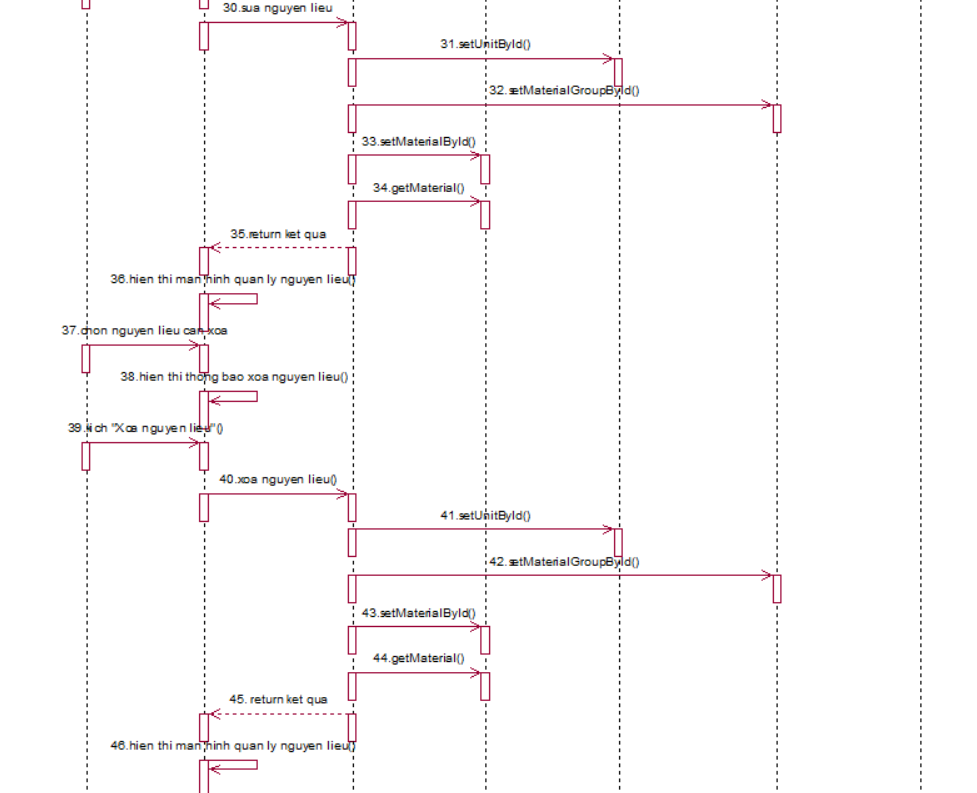 30.sua nguyen lieu
31.setUnitById()
32.setMaterialGroupById()
33.setMaterialById()
34.getMaterial()
35.return ket qua
36.hien thi man hinh quan ly nguyen lieu()
37.chon nguyen lieu can xoa
38.hien thi thong bao xoa nguyen lieu()
39.kich "Xoa nguyen lieu"()
40.xoa nguyen lieu()
41.setUnitById()
42.setMaterialGroupById()
43.setMaterialById()
44.getMaterial()
45. return ket qua
46.hien thi man hinh quan ly nguyen lieu()